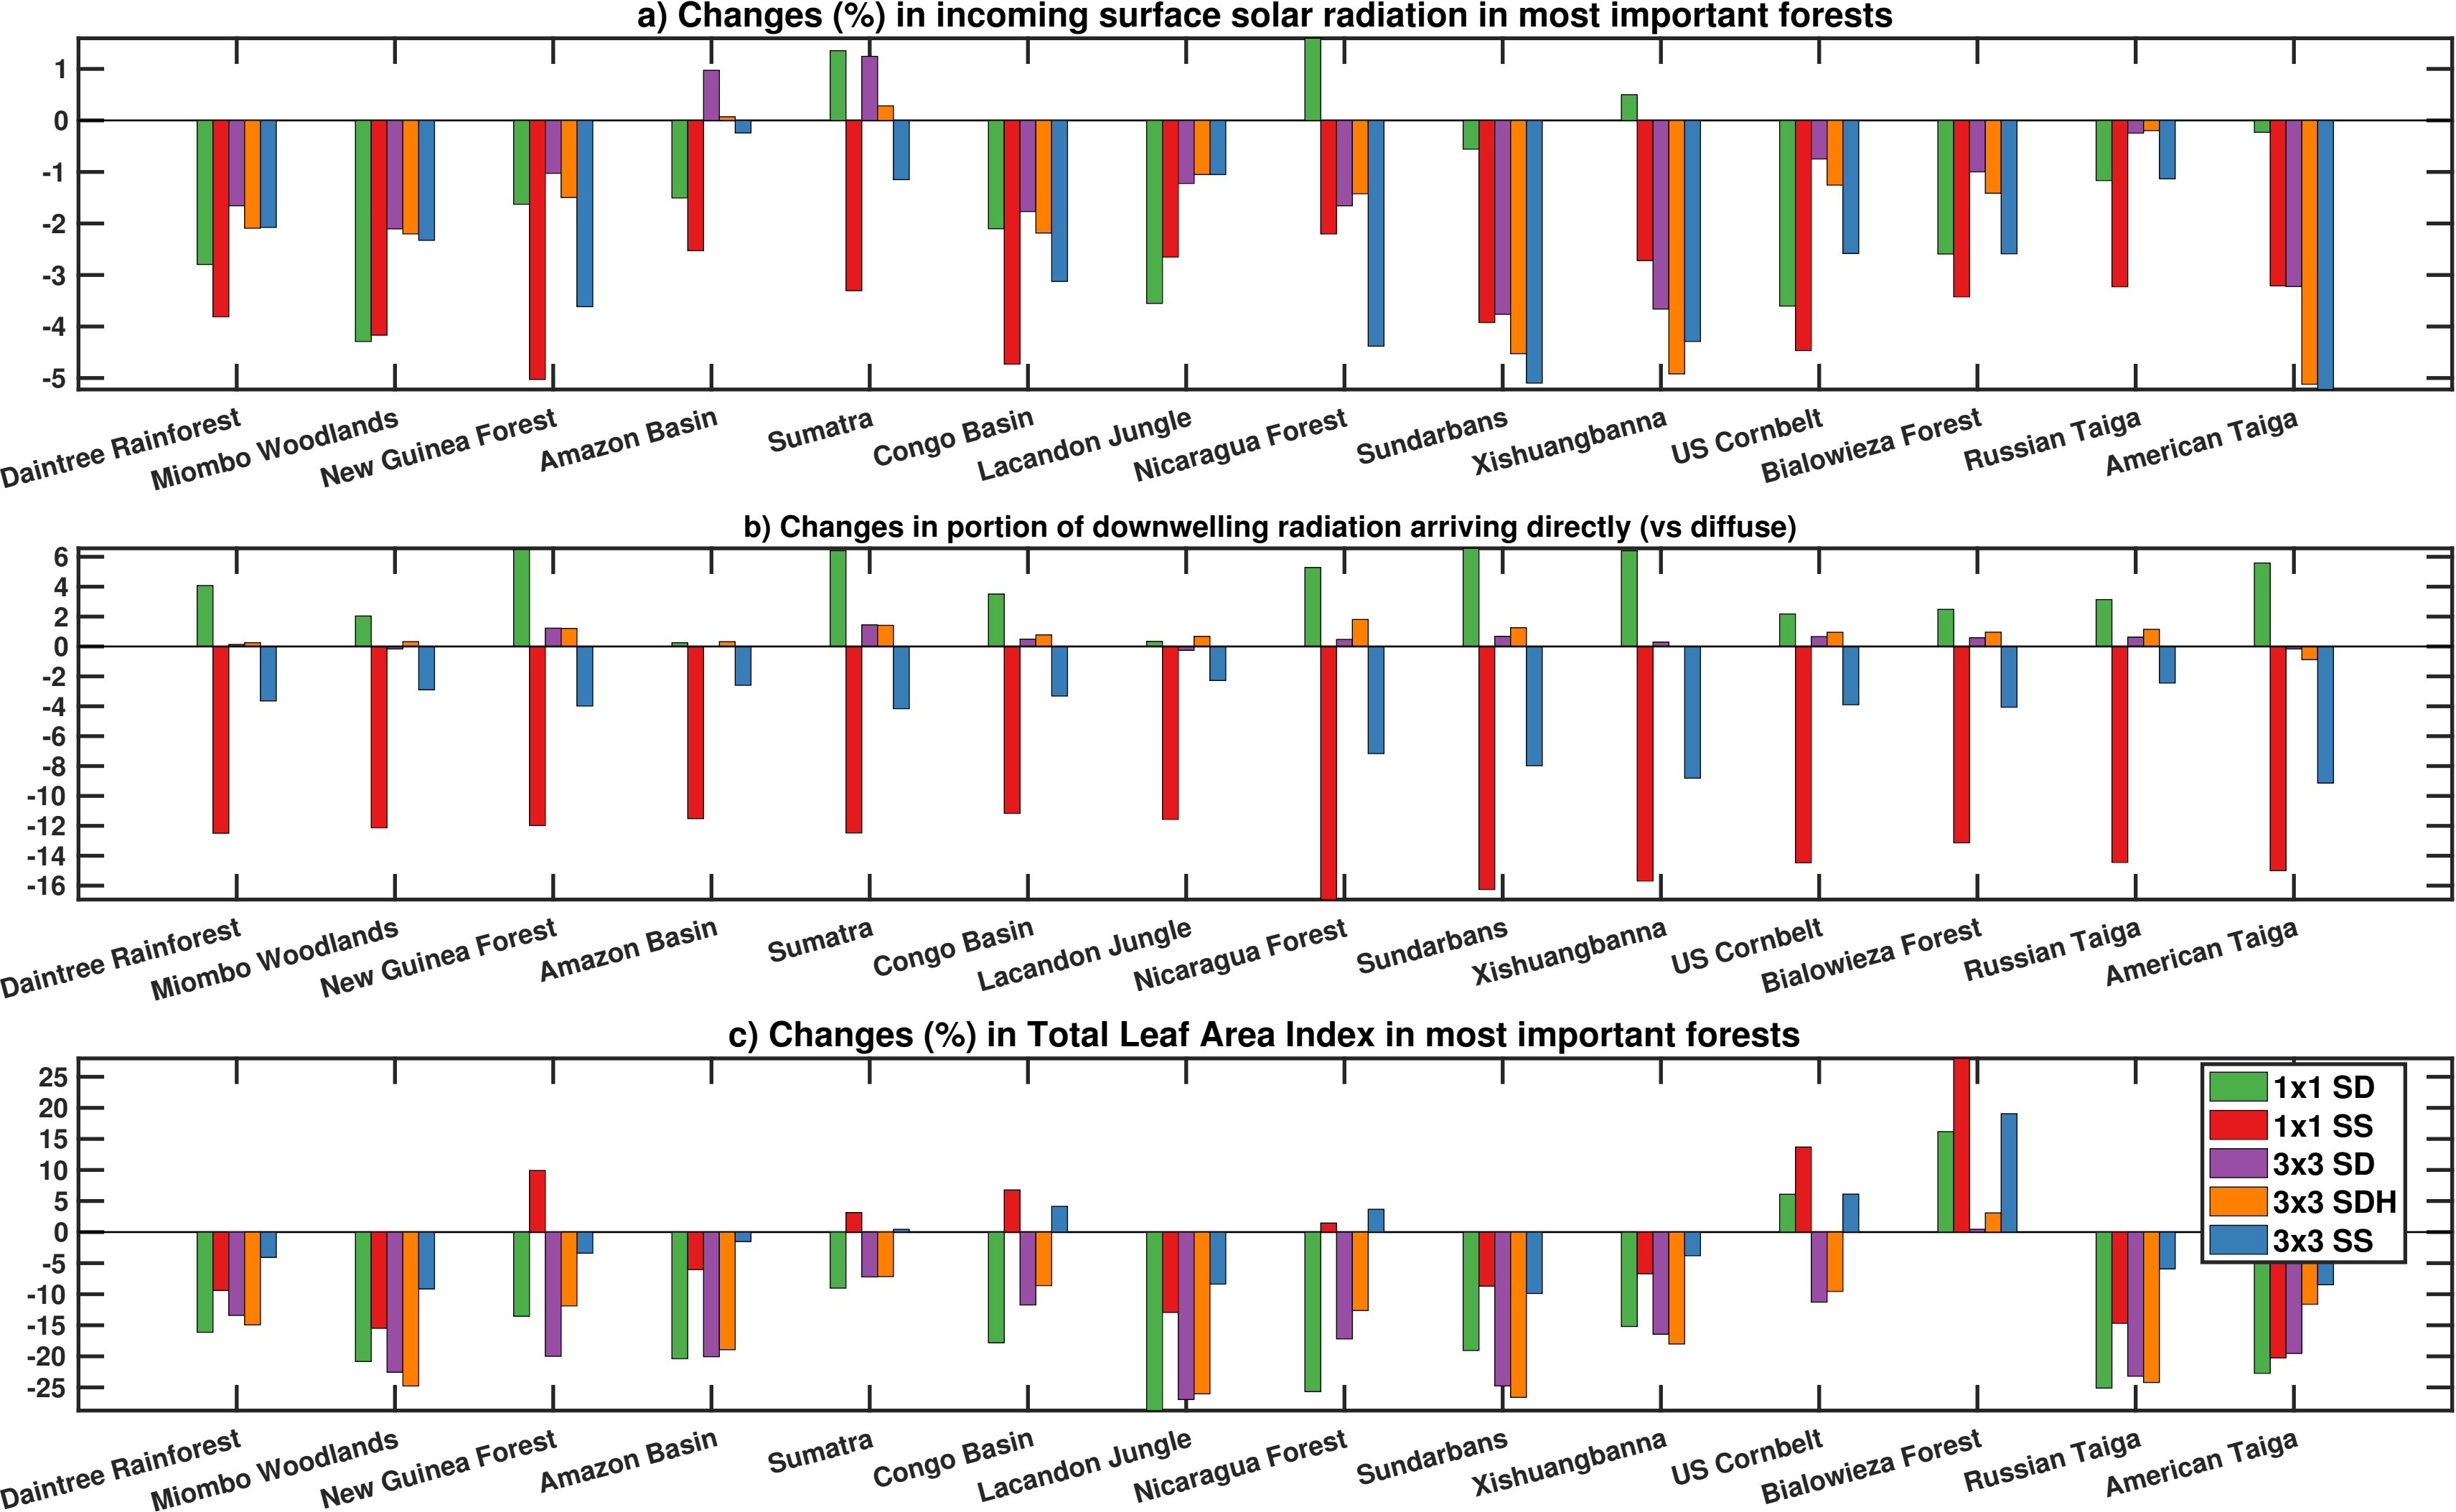 a) Changes (%) in incoming surface solar radiation in most important forests
1
0
-1
-2
-3
-4
-5
Daintree Rainforest
Miombo Woodlands
New Guinea Forest
Amazon Basin
Sumatra
Congo Basin
Lacandon Jungle
Nicaragua Forest
Sundarbans
Xishuangbanna
US Cornbelt
Bialowieza Forest
Russian Taiga
American Taiga
b) Changes in portion of downwelling radiation arriving directly (vs diffuse)
6
4
2
0
-2
-4
-6
-8
-10
-12
-14
-16
Daintree Rainforest
Miombo Woodlands
New Guinea Forest
Amazon Basin
Sumatra
Congo Basin
Lacandon Jungle
Nicaragua Forest
Sundarbans
Xishuangbanna
US Cornbelt
Bialowieza Forest
Russian Taiga
American Taiga
c) Changes (%) in Total Leaf Area Index in most important forests
25
20
15
10
5
0
-5
-10
-15
-20
-25
1x1 SD
1x1 SS
3x3 SD
3x3 SDH
3x3 SS
Daintree Rainforest
Miombo Woodlands
New Guinea Forest
Amazon Basin
Sumatra
Congo Basin
Lacandon Jungle
Nicaragua Forest
Sundarbans
Xishuangbanna
US Cornbelt
Bialowieza Forest
Russian Taiga
American Taiga